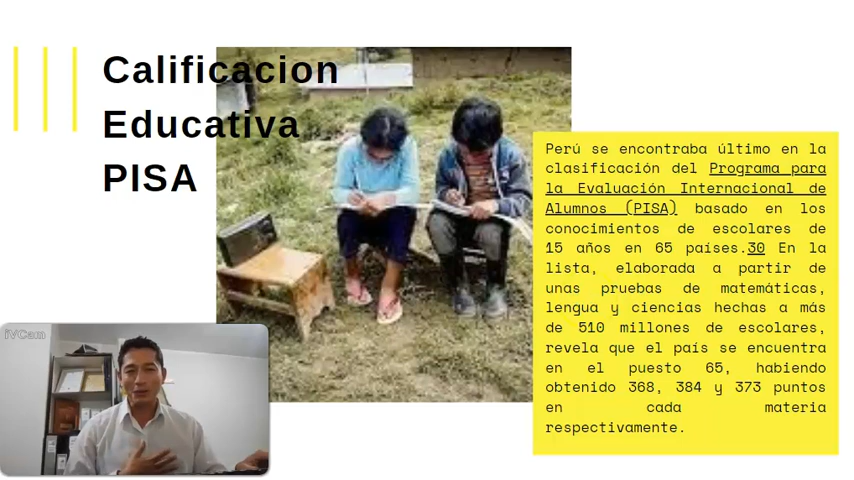 Calificacion
Educativa
PISA
Perú se encontraba último en la
clasificación del Programa para
la Evaluación Internacional de
Alumnos (PISA) basado en los
conocimientos de escolares de
15 años en 65 países.30 En la
lista, elaborada a partir de
unas pruebas de matemáticas,
lengua y ciencias hechas a más
de 510 millones de escolares,
revela que el país se encuentra
en el puesto 65, habiendo
obtenido 368, 384 y 373 puntos
en cada materia
respectivamente.
iVCam